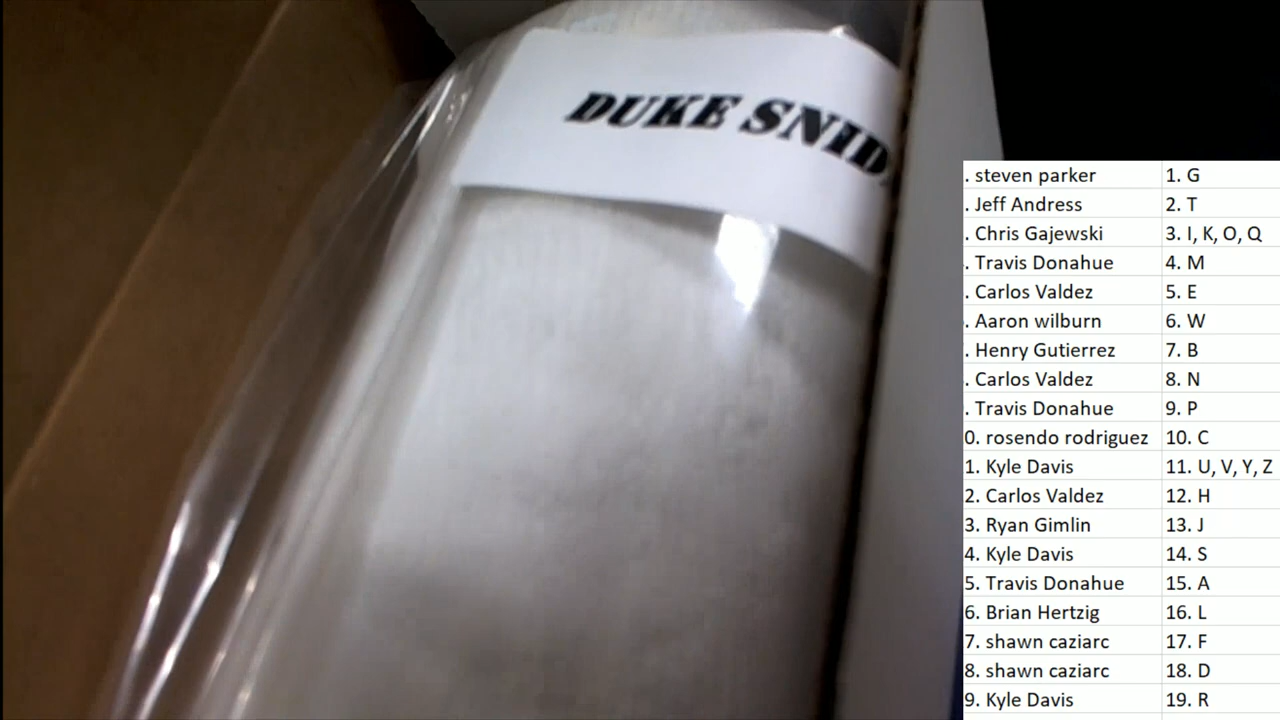 DUKE SNID
. steven parker 1. G
. Jeff Andress 2. T
. Chris Gajewski 3. I, K, O, Q
. Travis Donahue 4. M
. Carlos Valdez 5. E
. Aaron wilburn 6. W
. Henry Gutierrez 7. B
. Carlos Valdez 8. N
. Travis Donahue 9. P
0. rosendo rodriguez 10. C
1. Kyle Davis 11. U, V, Y, Z
2. Carlos Valdez 12. H
3. Ryan Gimlin 13. J
4. Kyle Davis 14. S
5. Travis Donahue 15. A
6. Brian Hertzig 16. L
7. shawn caziarc 17. F
8. shawn caziarc 18. D
9. Kyle Davis 19. R